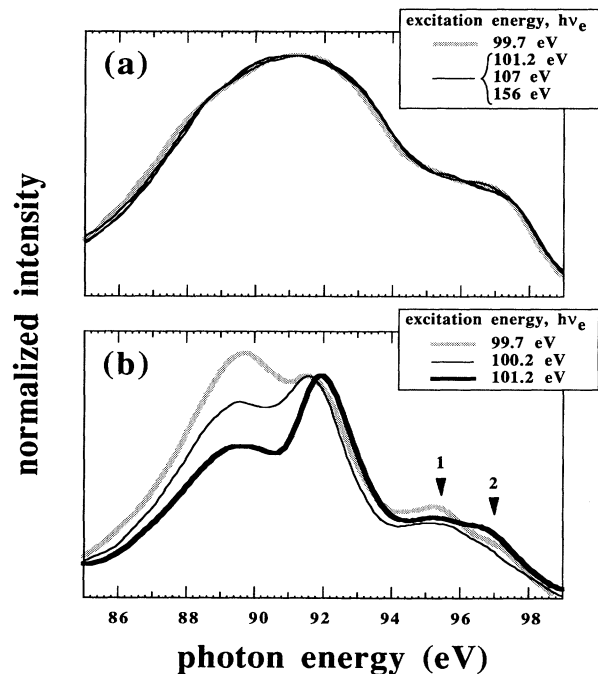 excitation energy, hνe
99.7 eV
101.2 eV
107 eV
156 eV
(a)
normalized intensity
excitation energy, hνe
99.7 eV
100.2 eV
101.2 eV
(b)
1
2
86 88 90 92 94 96 98
photon energy (eV)